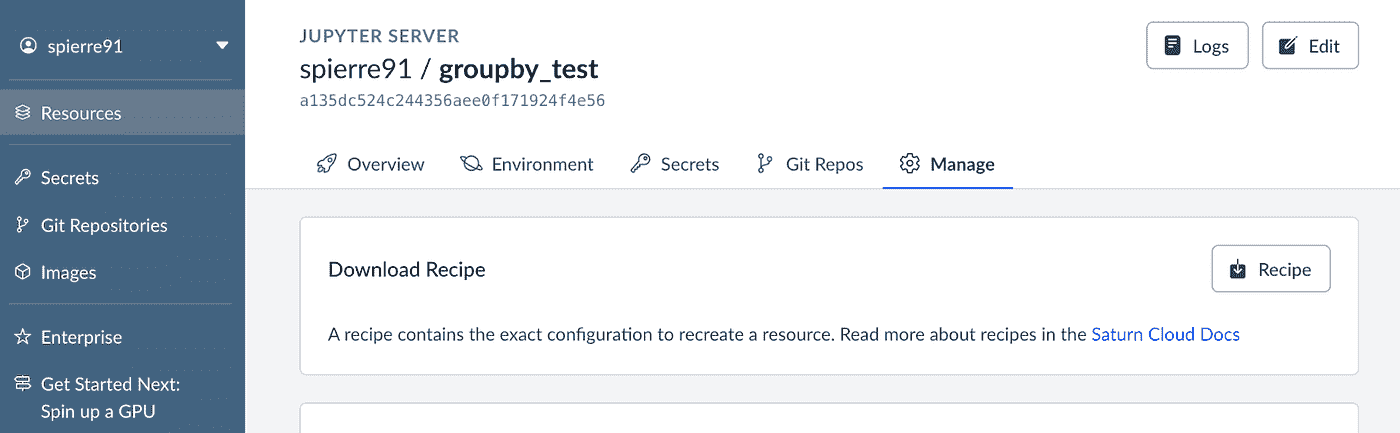 spierre91
Resources
Secrets
Git Repositories
Images
Enterprise
Get Started Next:
Spin up a GPU
JUPYTER SERVER
spierre91 / groupby_test
a135dc524c244356aee0f171924f4e56
Logs
Edit
Overview
Environment
Secrets
Git Repos
Manage
Download Recipe
Recipe
A recipe contains the exact configuration to recreate a resource. Read more about recipes in the Saturn Cloud Docs